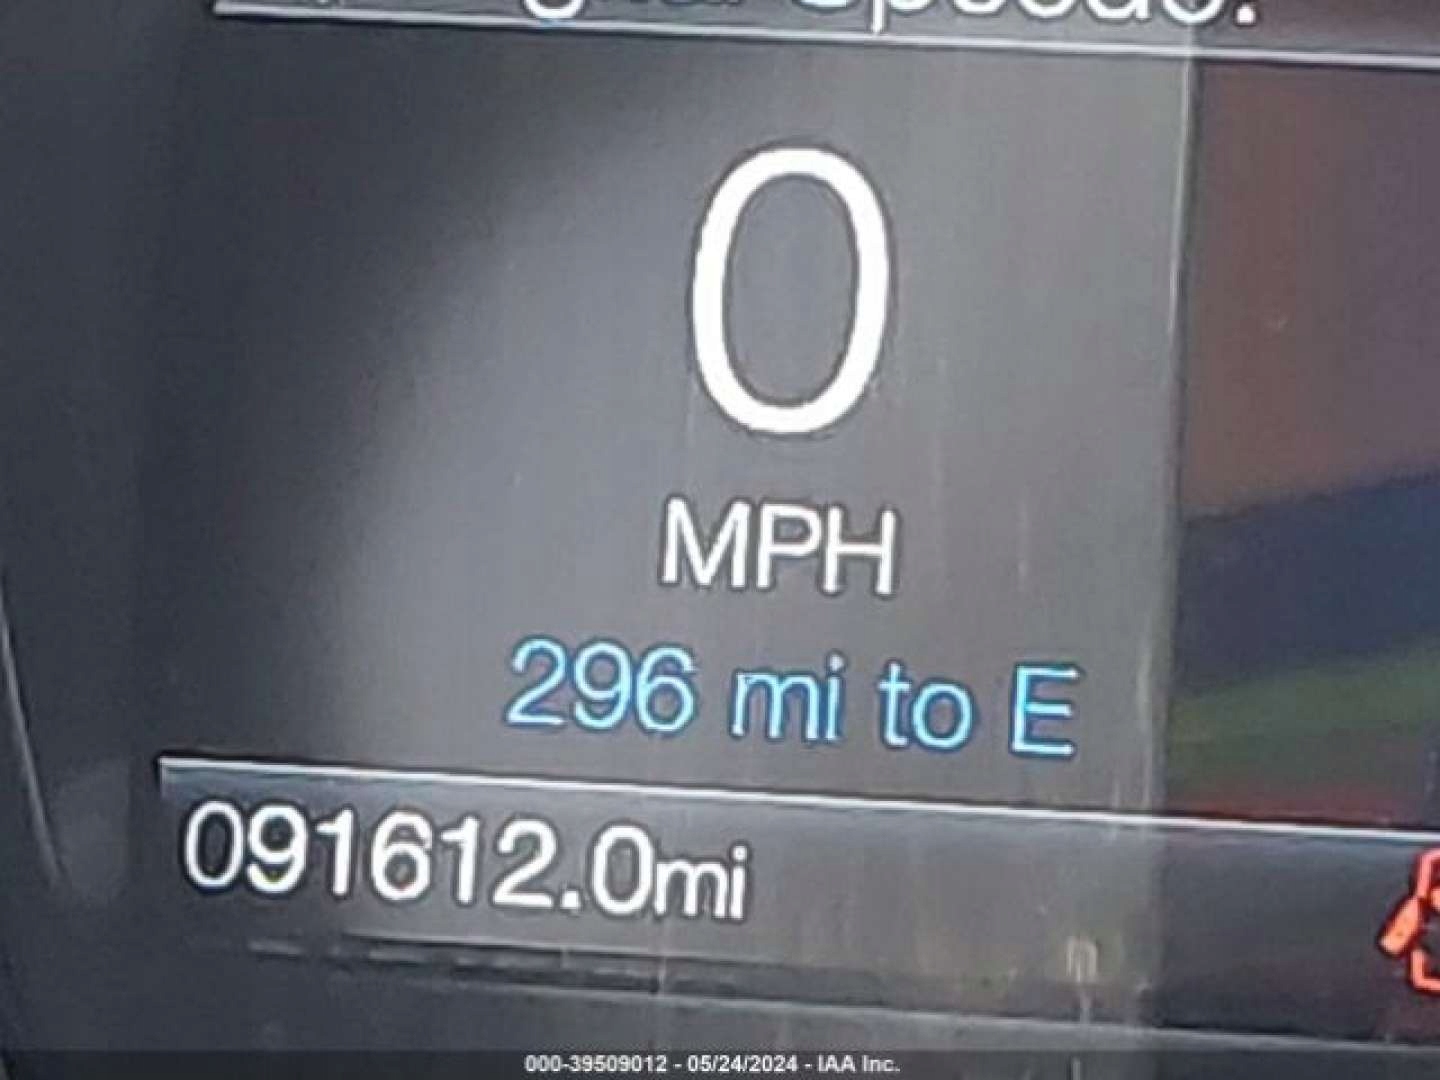 0
MPH
296 mi to E
091612.0mi
000-39509012 - 05/24/2024 - IAA Inc.